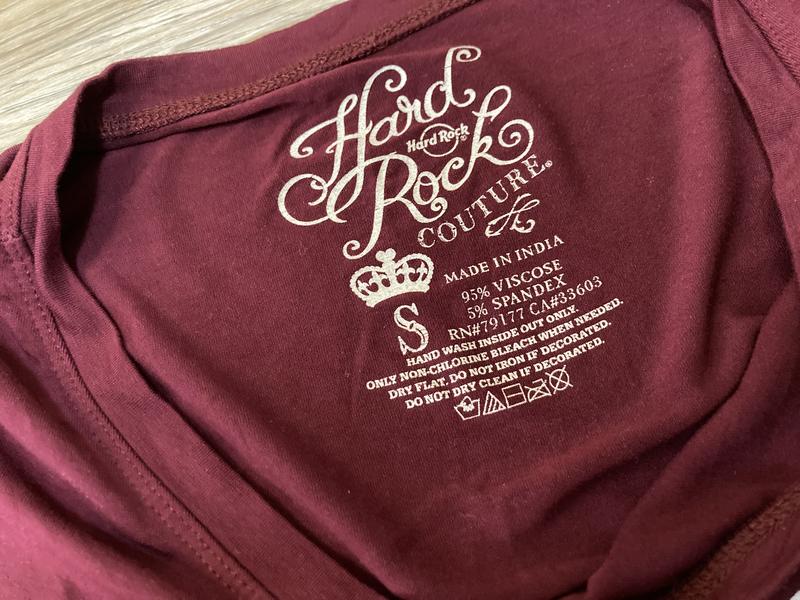 Hard
Hard Rock®
Rock
COUTURE®
MADE IN INDIA
95% VISCOSE
5% SPANDEX
S
RN#79177 CA#33603
HAND WASH INSIDE OUT ONLY.
ONLY NON-CHLORINE BLEACH WHEN NEEDED.
DRY FLAT, DO NOT IRON IF DECORATED.
DO NOT DRY CLEAN IF DECORATED.